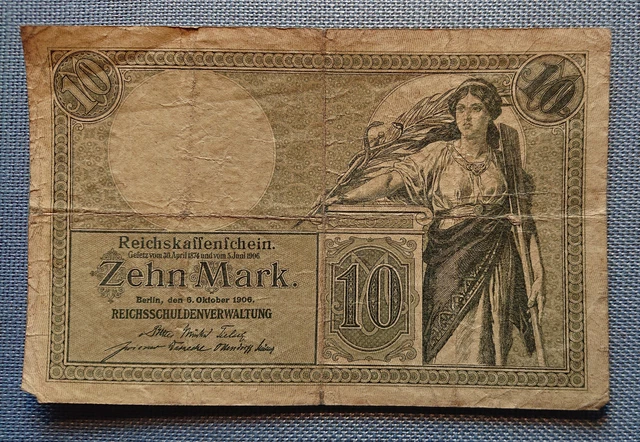 10
10
Reichskaſſenſchein.
Geſetz vom 30. April 1874 und vom 5. Juni 1906
Zehn Mark.
Berlin, den 6. Oktober 1906.
REICHSSCHULDENVERWALTUNG
10